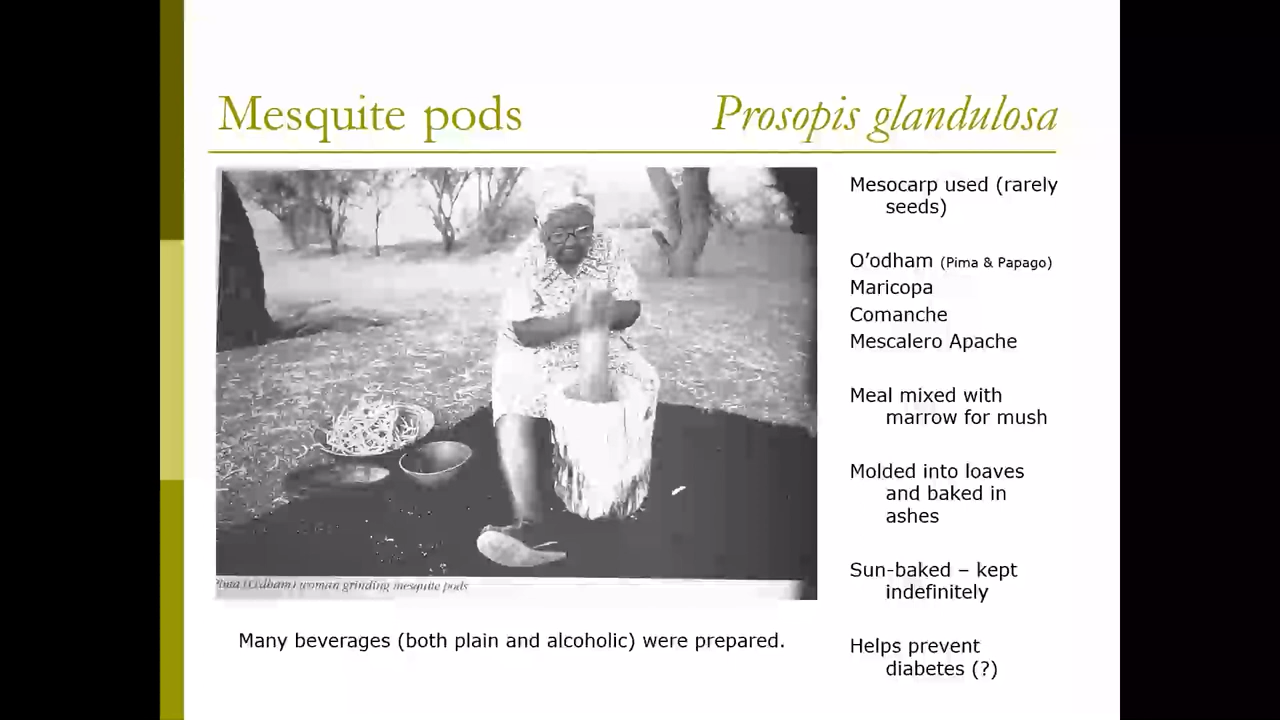 Mesquite pods Prosopis glandulosa
Mesocarp used (rarely
seeds)
O'odham (Pima & Papago)
Maricopa
Comanche
Mescalero Apache
Meal mixed with
marrow for mush
Molded into loaves
and baked in
ashes
Sun-baked – kept
indefinitely
Helps prevent
diabetes (?)
Pima (O'odham) woman grinding mesquite pods
Many beverages (both plain and alcoholic) were prepared.